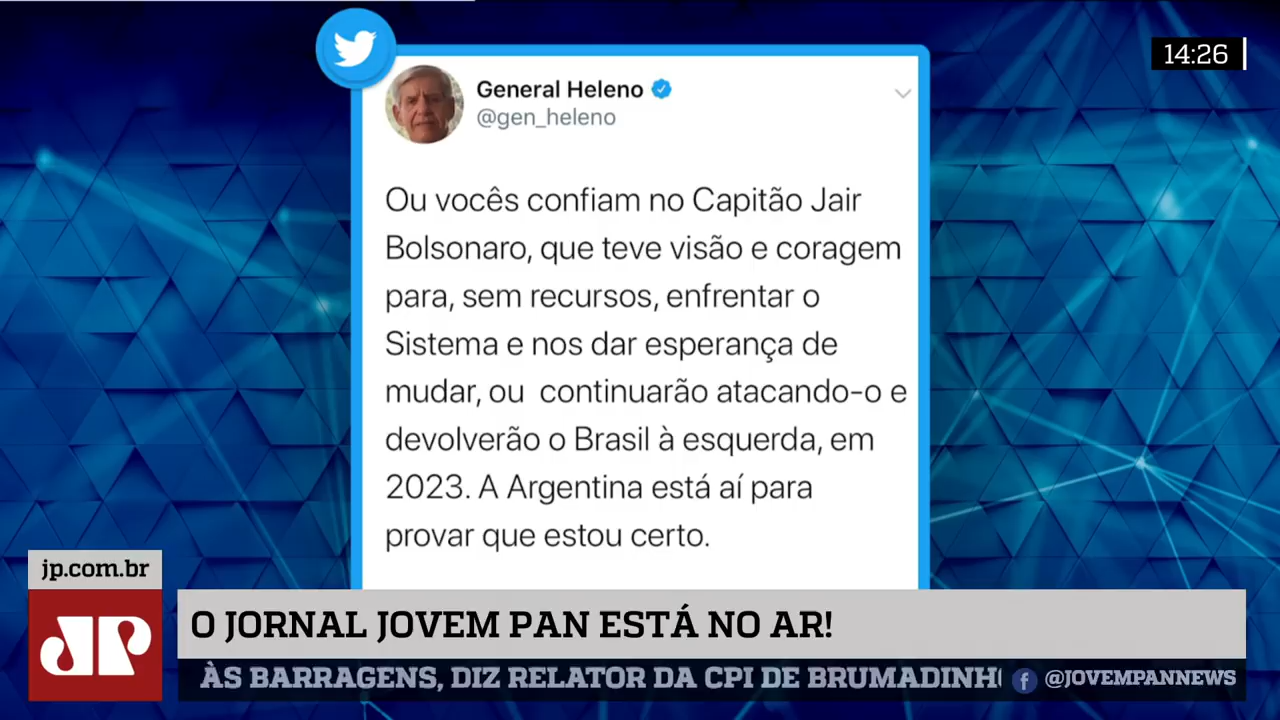 14:26
General Heleno
@gen_heleno
Ou vocês confiam no Capitão Jair
Bolsonaro, que teve visão e coragem
para, sem recursos, enfrentar o
Sistema e nos dar esperança de
mudar, ou continuarão atacando-o e
devolverão o Brasil à esquerda, em
2023. A Argentina está aí para
provar que estou certo.
jp.com.br
JP
O JORNAL JOVEM PAN ESTÁ NO AR!
ÀS BARRAGENS, DIZ RELATOR DA CPI DE BRUMADINH
@JOVEMPANNEWS